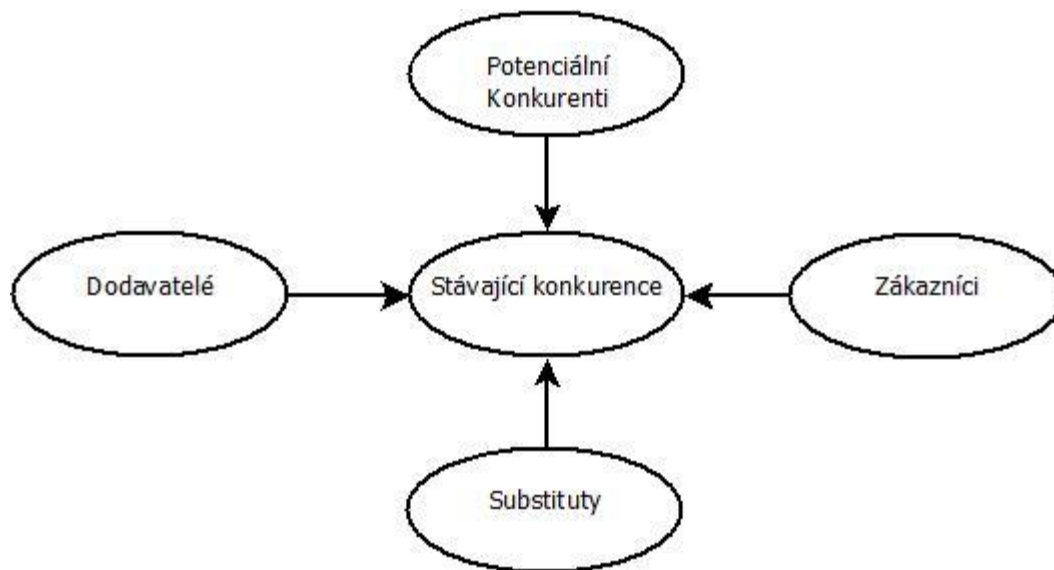 Potenciální
Konkurenti
Dodavatelé
Stávající konkurence
Zákazníci
Substituty